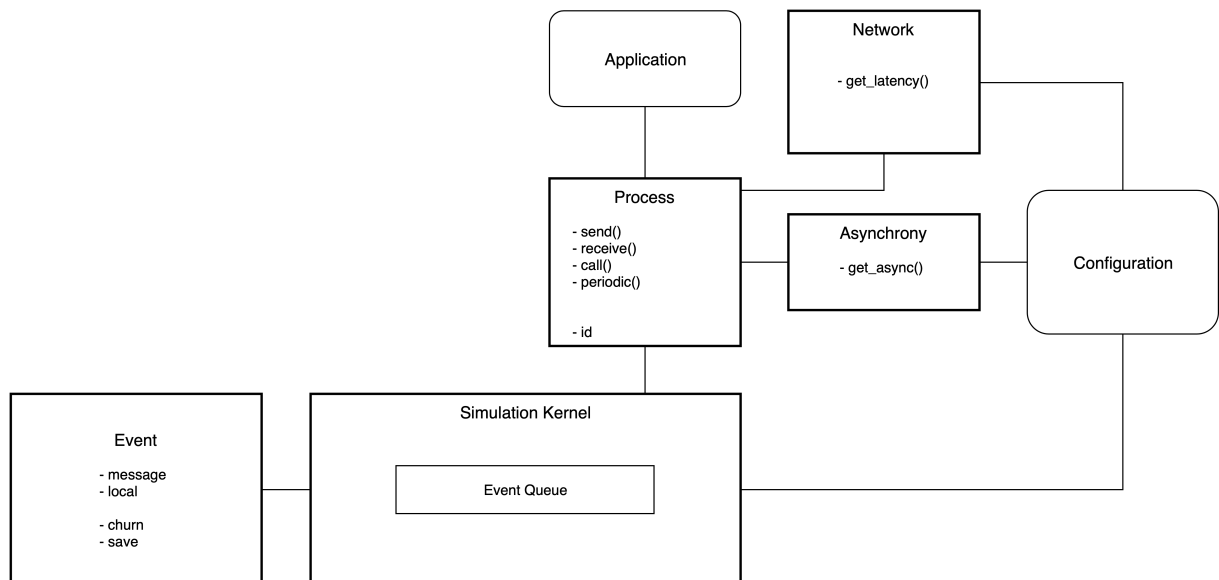 Application
Network
- get_latency()
Process
- send()
- receive()
- call()
- periodic()
- id
Asynchrony
- get_async()
Configuration
Event
- message
- local
- churn
- save
Simulation Kernel
Event Queue